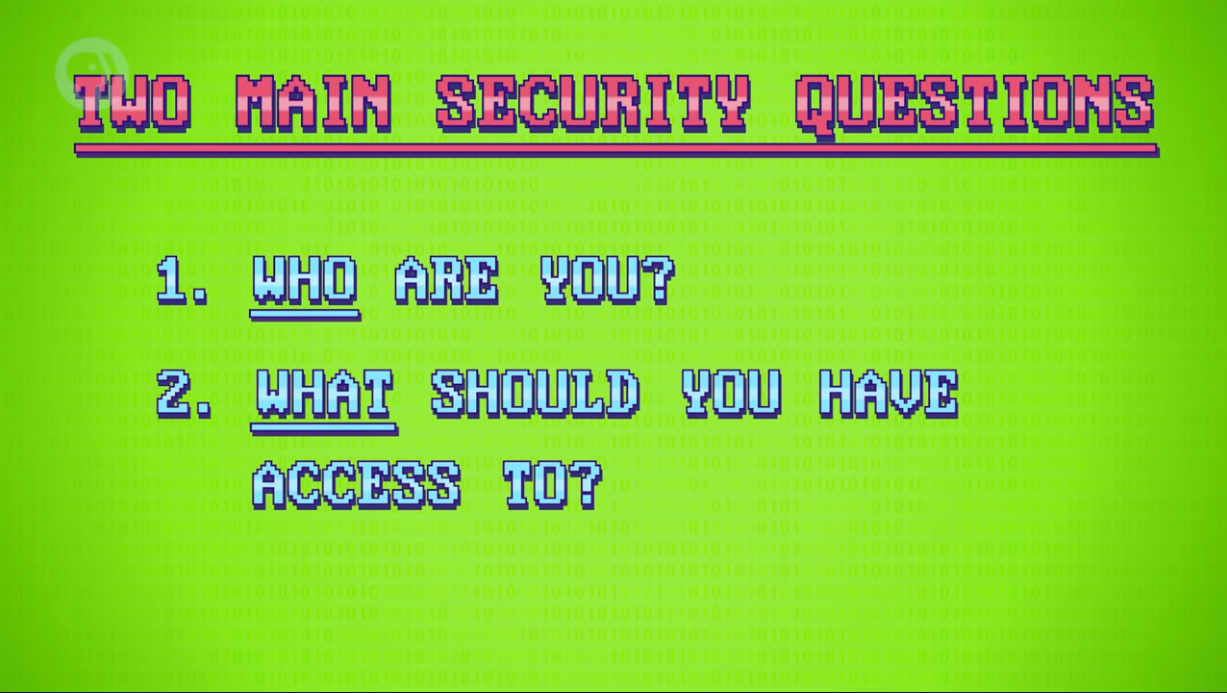 TWO MAIN SECURITY QUESTIONS
1. WHO ARE YOU?
2. WHAT SHOULD YOU HAVE
ACCESS TO?